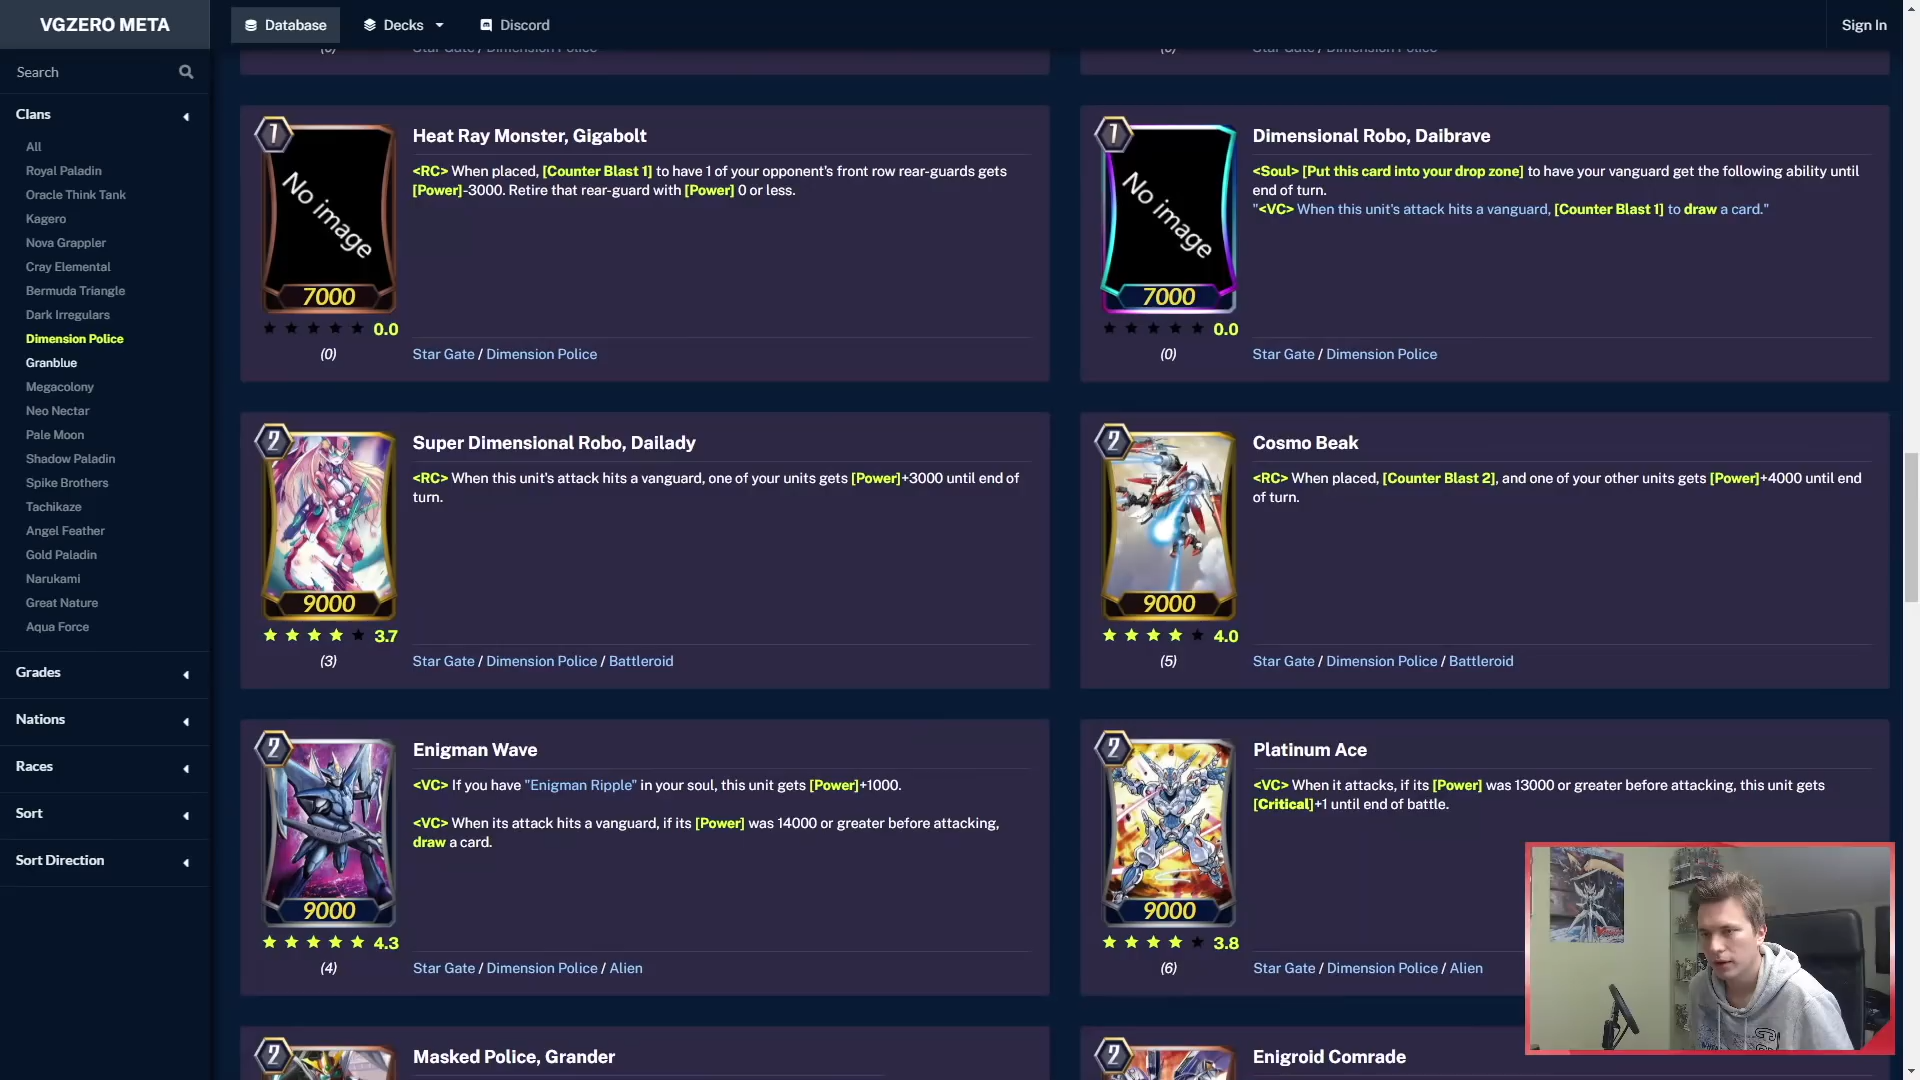 VGZERO META
Database
Decks
Discord
Sign In
Search
Clans
All
Royal Paladin
Oracle Think Tank
Kagero
Nova Grappler
Cray Elemental
Bermuda Triangle
Dark Irregulars
Dimension Police
Granblue
Megacolony
Neo Nectar
Pale Moon
Shadow Paladin
Spike Brothers
Tachikaze
Angel Feather
Gold Paladin
Narukami
Great Nature
Aqua Force
Grades
Nations
Races
Sort
Sort Direction
(0) Star Gate / Dimension Police
(0) Star Gate / Dimension Police
1
No image
7000
0.0
(0)
Heat Ray Monster, Gigabolt
<RC> When placed, [Counter Blast 1] to have 1 of your opponent's front row rear-guards gets
[Power]-3000. Retire that rear-guard with [Power] 0 or less.
Star Gate / Dimension Police
1
No image
7000
0.0
(0)
Dimensional Robo, Daibrave
<Soul> [Put this card into your drop zone] to have your vanguard get the following ability until
end of turn.
"<VC> When this unit's attack hits a vanguard, [Counter Blast 1] to draw a card."
Star Gate / Dimension Police
2
9000
3.7
(3)
Super Dimensional Robo, Dailady
<RC> When this unit's attack hits a vanguard, one of your units gets [Power]+3000 until end of
turn.
Star Gate / Dimension Police / Battleroid
2
9000
4.0
(5)
Cosmo Beak
<RC> When placed, [Counter Blast 2], and one of your other units gets [Power]+4000 until end
of turn.
Star Gate / Dimension Police / Battleroid
2
9000
4.3
(4)
Enigman Wave
<VC> If you have "Enigman Ripple" in your soul, this unit gets [Power]+1000.
<VC> When its attack hits a vanguard, if its [Power] was 14000 or greater before attacking,
draw a card.
Star Gate / Dimension Police / Alien
2
9000
3.8
(6)
Platinum Ace
<VC> When it attacks, if its [Power] was 13000 or greater before attacking, this unit gets
[Critical]+1 until end of battle.
Star Gate / Dimension Police / Alien
2
Masked Police, Grander
2
Enigroid Comrade